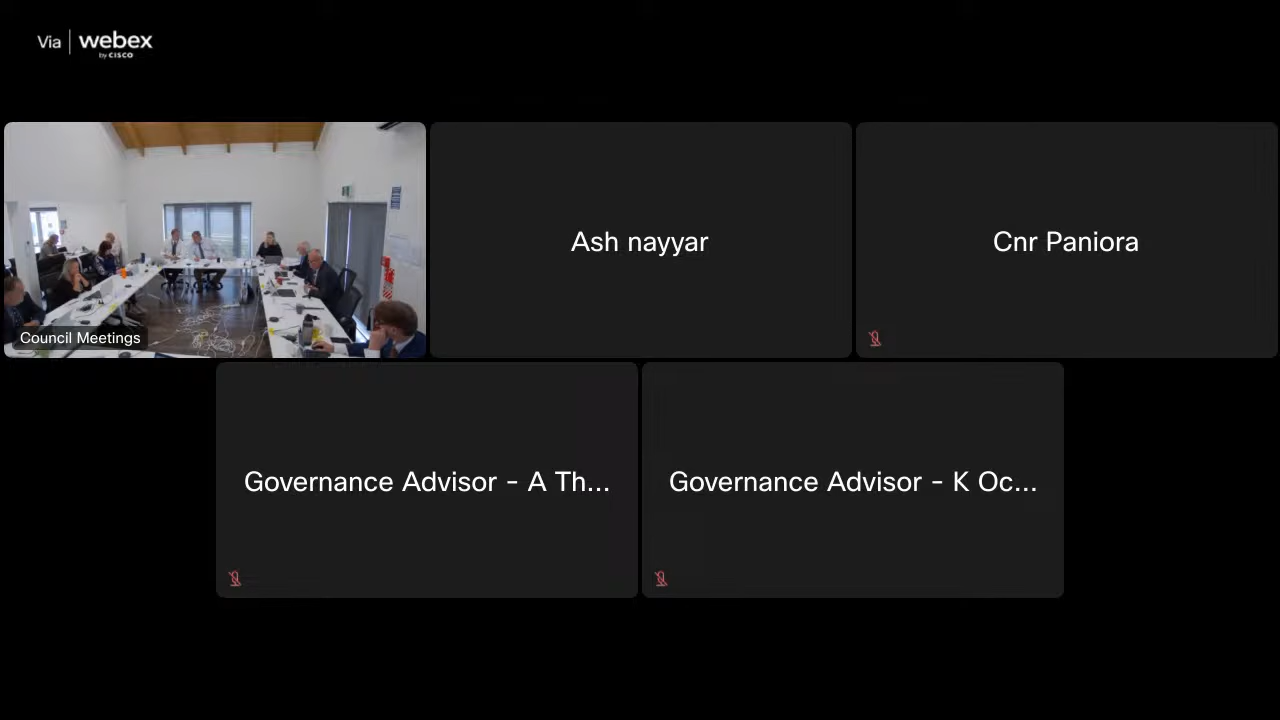 Via | webex
by CISCO
Ash nayyar
Cnr Paniora
Council Meetings
Governance Advisor - A Th...
Governance Advisor - K Oc...